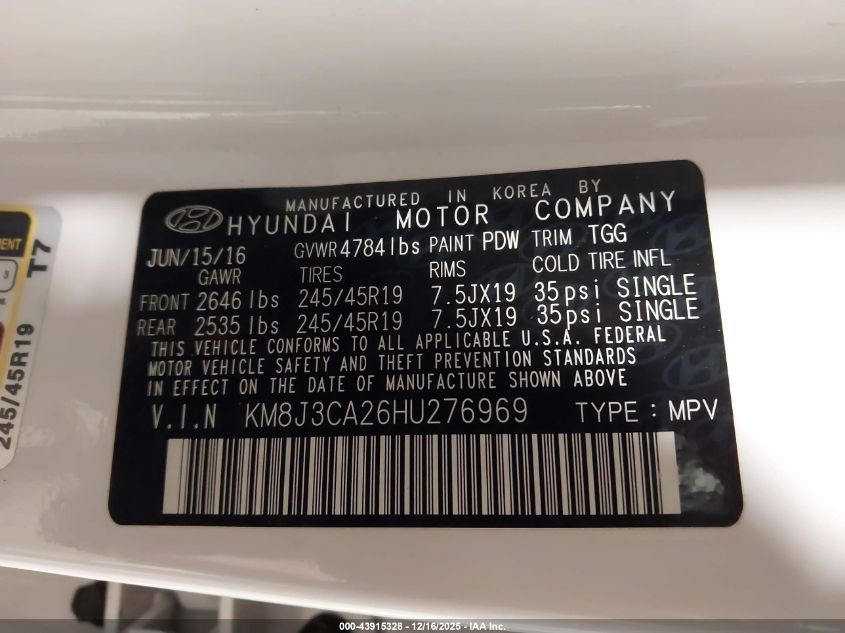 MANUFACTURED IN KOREA BY
HYUNDAI MOTOR COMPANY
JUN/15/16 GVWR 4784 lbs PAINT PDW TRIM TGG
GAWR TIRES RIMS COLD TIRE INFL
FRONT 2646 lbs 245/45R19 7.5JX19 35psi SINGLE
REAR 2535 lbs 245/45R19 7.5JX19 35psi SINGLE
THIS VEHICLE CONFORMS TO ALL APPLICABLE U.S.A. FEDERAL
MOTOR VEHICLE SAFETY AND THEFT PREVENTION STANDARDS
IN EFFECT ON THE DATE OF MANUFACTURE SHOWN ABOVE
V.I.N KM8J3CA26HU276969 TYPE : MPV
3
T7
245/45R19
000-43915328 - 12/16/2025 - IAA Inc.